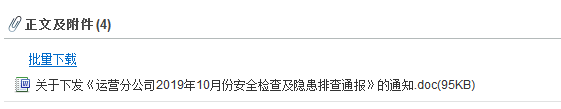 正文及附件(4)
批量下载
关于下发《运营分公司2019年10月份安全检查及隐患排查通报》的通知.doc(95KB)